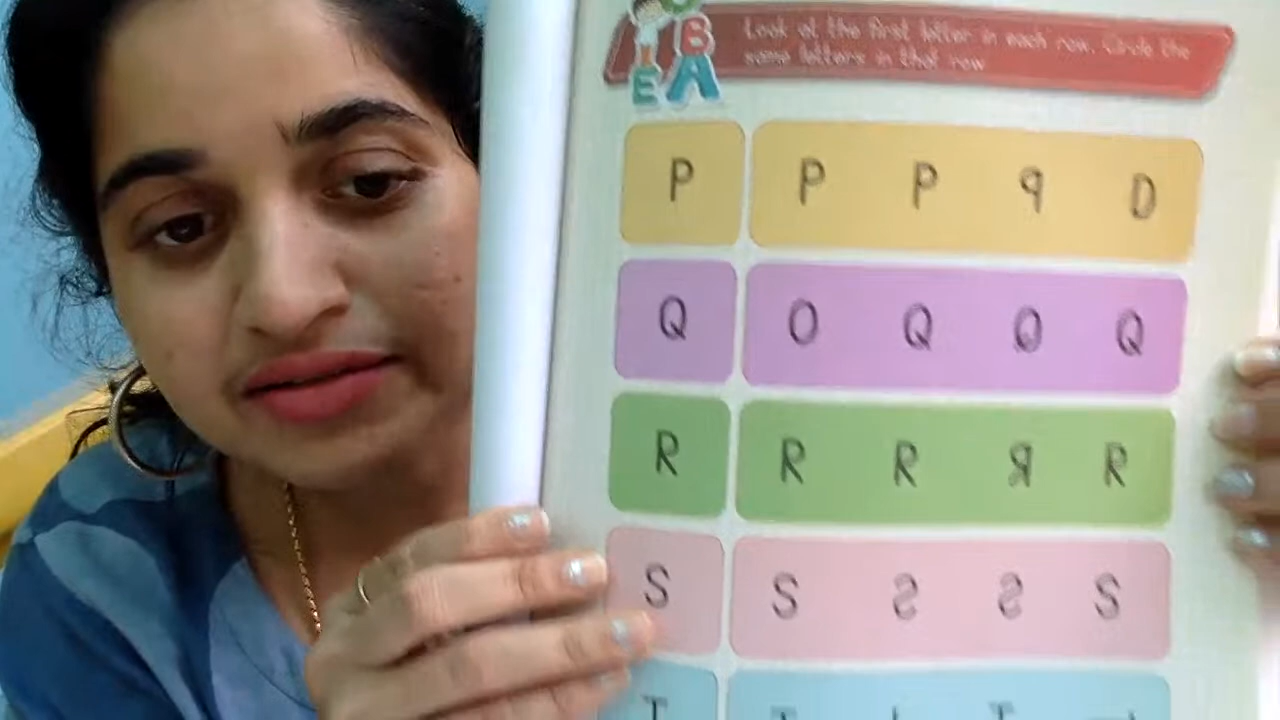 Look at the first letter in each row. Circle the
same letters in that row
B
E A
P P P ꟼ D
Q O Q Ꝺ Q
R R R Я R
S S Ƨ Ƨ S
T T T